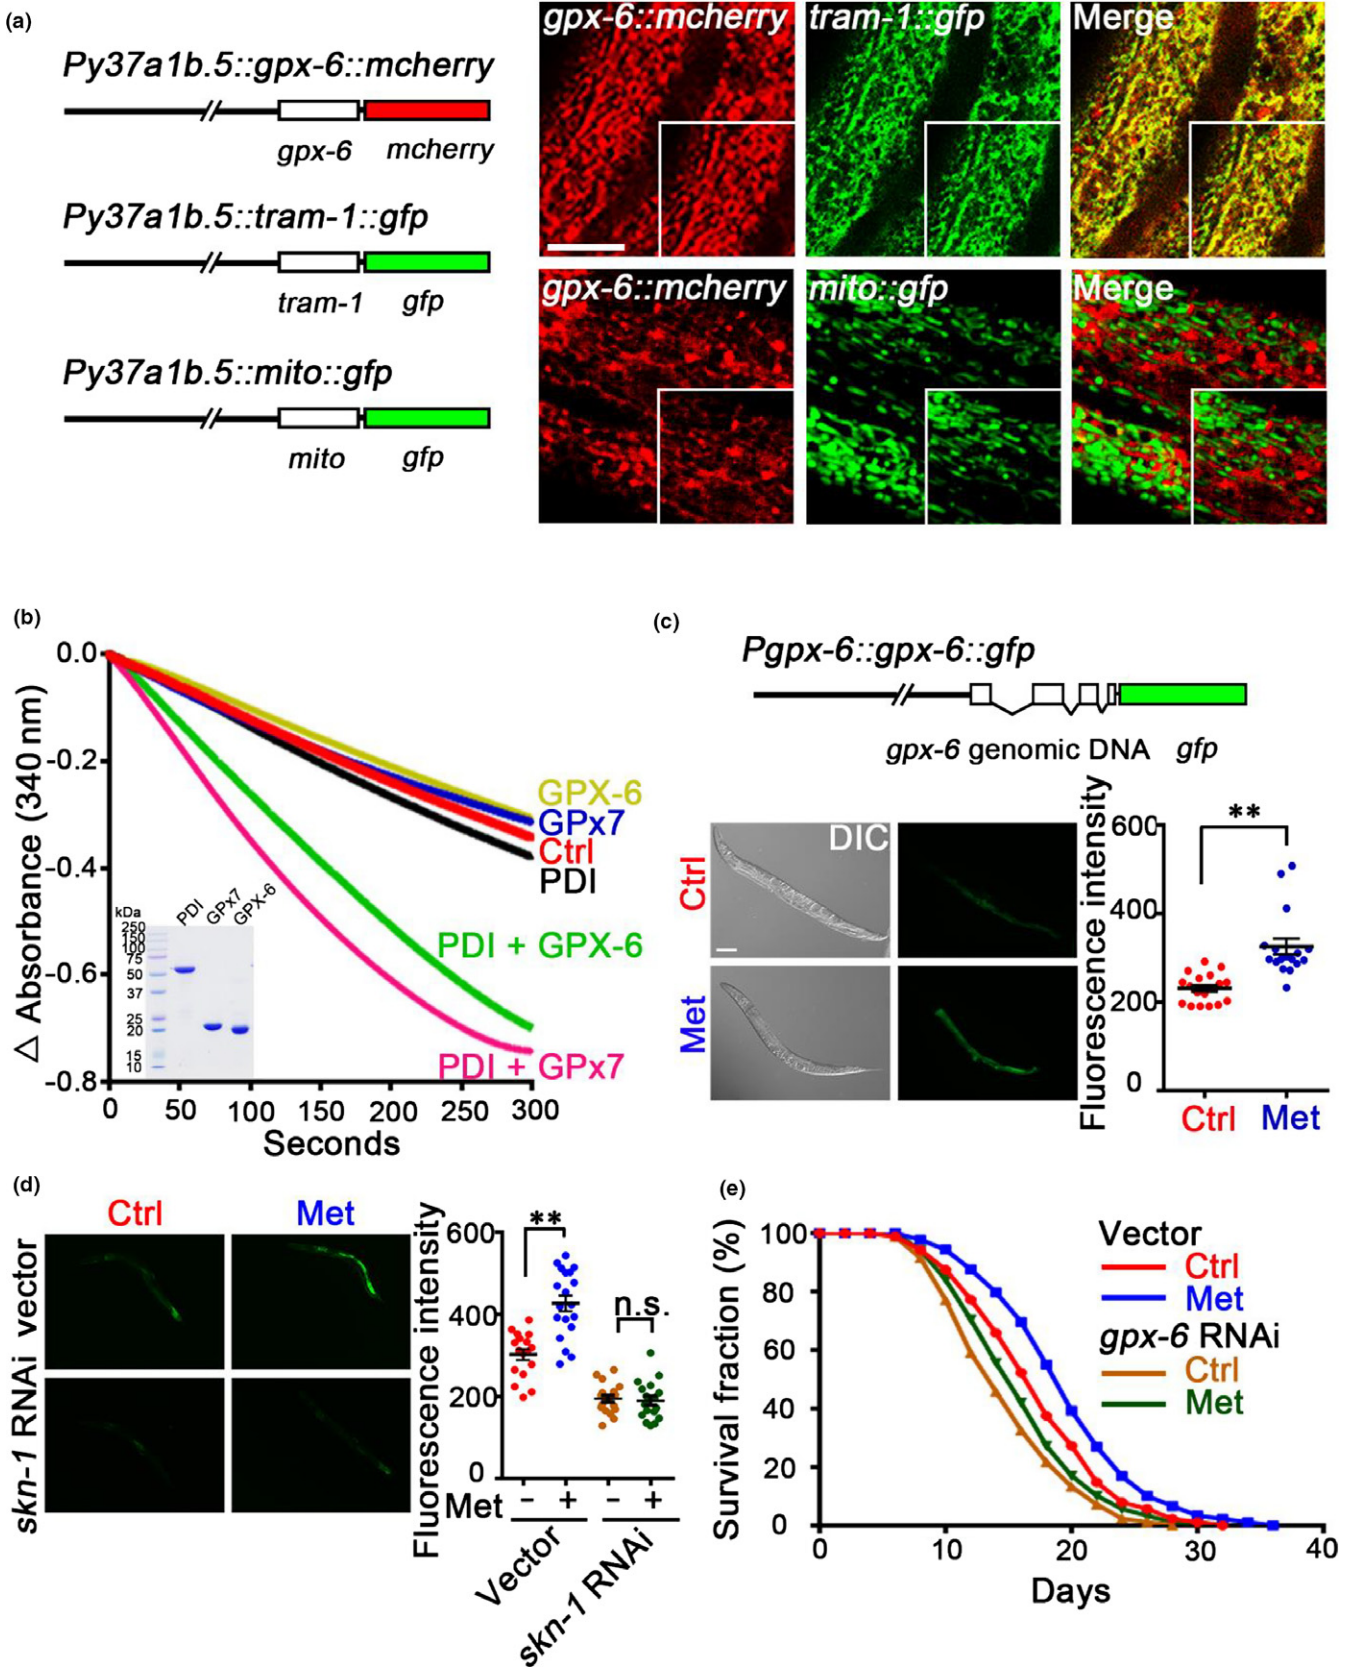 (a)
Py37a1b.5::gpx-6::mcherry
gpx-6 mcherry
Py37a1b.5::tram-1::gfp
tram-1 gfp
Py37a1b.5::mito::gfp
mito gfp
gpx-6::mcherry tram-1::gfp Merge
gpx-6::mcherry mito::gfp Merge
(b)
△ Absorbance (340 nm)
0.0
-0.2
-0.4
-0.6
-0.8
0 50 100 150 200 250 300
Seconds
GPX-6
GPx7
Ctrl
PDI
PDI + GPX-6
PDI + GPx7
kDa PDI GPx7 GPX-6
250
150
100
75
50
37
25
20
15
10
(c)
Pgpx-6::gpx-6::gfp
gpx-6 genomic DNA gfp
Ctrl
DIC
Met
Fluorescence intensity
600
400
200
0
**
Ctrl Met
(d)
Ctrl Met
vector
skn-1 RNAi
Fluorescence intensity
600
400
200
0
**
n.s.
Met - + - +
Vector
skn-1 RNAi
(e)
Survival fraction (%)
100
80
60
40
20
0
0 10 20 30 40
Days
Vector
Ctrl
Met
gpx-6 RNAi
Ctrl
Met